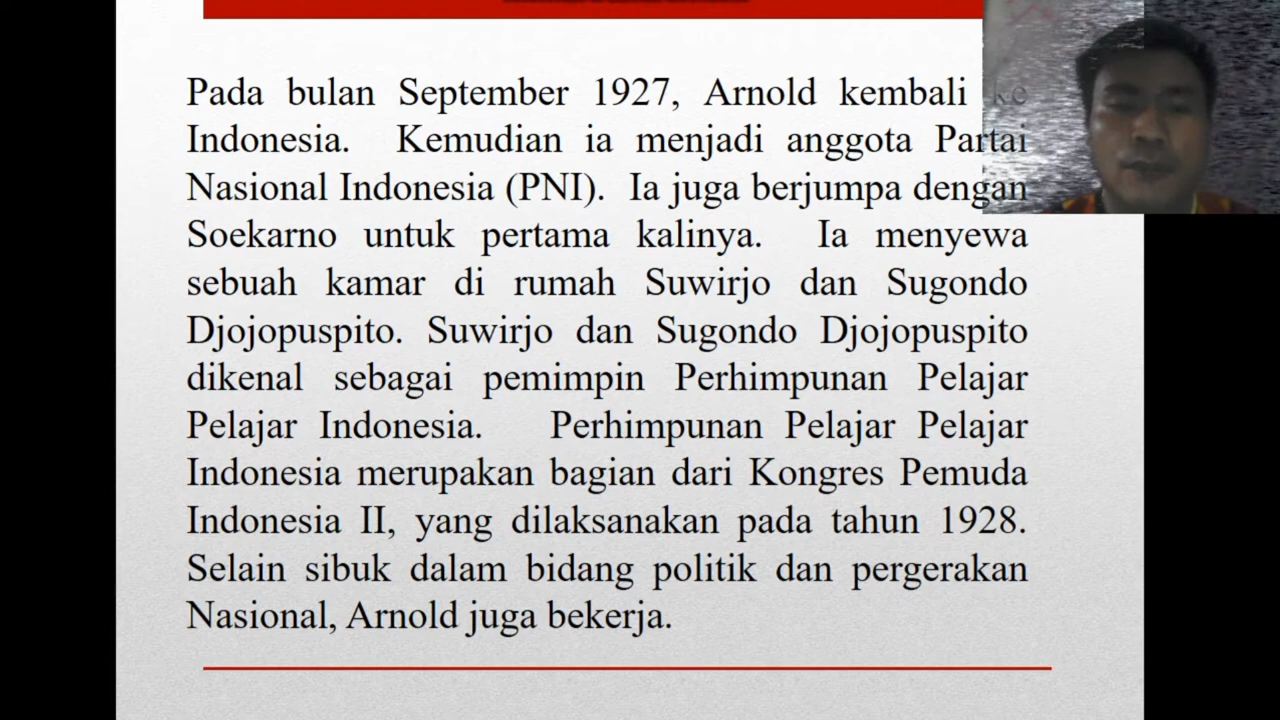 Pada bulan September 1927, Arnold kembali ke
Indonesia. Kemudian ia menjadi anggota Partai
Nasional Indonesia (PNI). Ia juga berjumpa dengan
Soekarno untuk pertama kalinya. Ia menyewa
sebuah kamar di rumah Suwirjo dan Sugondo
Djojopuspito. Suwirjo dan Sugondo Djojopuspito
dikenal sebagai pemimpin Perhimpunan Pelajar
Pelajar Indonesia. Perhimpunan Pelajar Pelajar
Indonesia merupakan bagian dari Kongres Pemuda
Indonesia II, yang dilaksanakan pada tahun 1928.
Selain sibuk dalam bidang politik dan pergerakan
Nasional, Arnold juga bekerja.